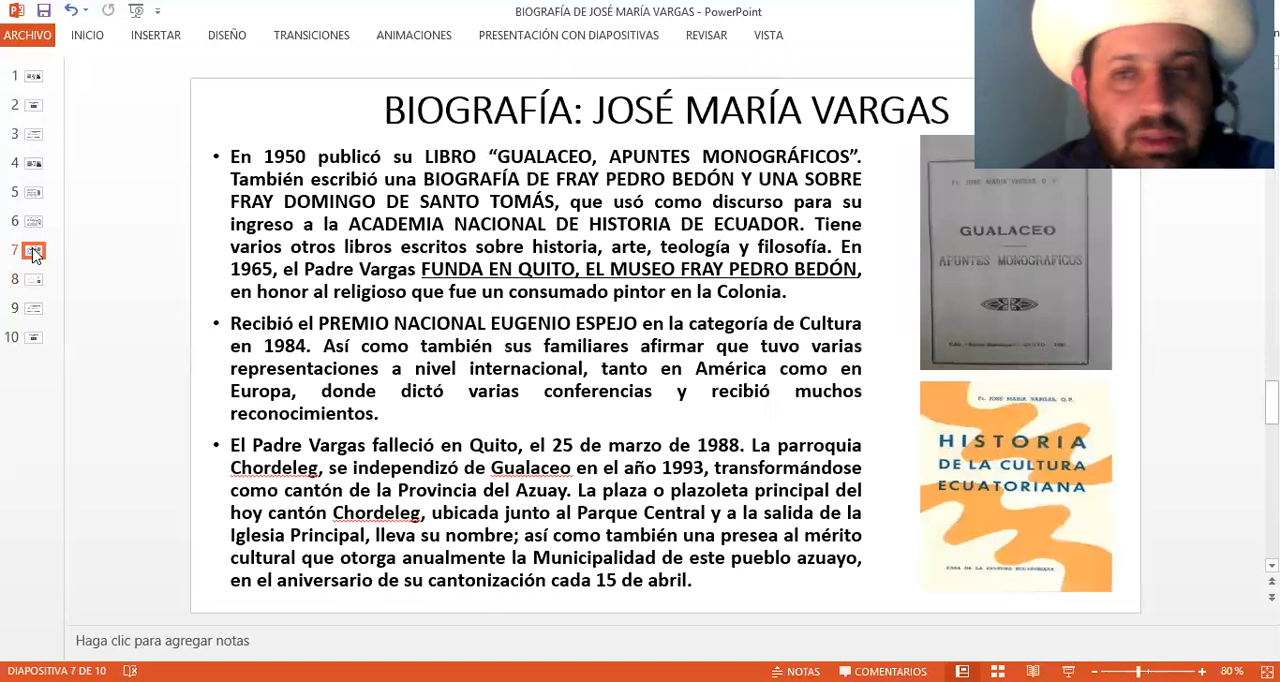 BIOGRAFÍA DE JOSÉ MARÍA VARGAS - PowerPoint
ARCHIVO INICIO INSERTAR DISEÑO TRANSICIONES ANIMACIONES PRESENTACIÓN CON DIAPOSITIVAS REVISAR VISTA
1
2
3
4
5
6
7
8
9
10
BIOGRAFÍA: JOSÉ MARÍA VARGAS
• En 1950 publicó su LIBRO “GUALACEO, APUNTES MONOGRÁFICOS”.
También escribió una BIOGRAFÍA DE FRAY PEDRO BEDÓN Y UNA SOBRE
FRAY DOMINGO DE SANTO TOMÁS, que usó como discurso para su
ingreso a la ACADEMIA NACIONAL DE HISTORIA DE ECUADOR. Tiene
varios otros libros escritos sobre historia, arte, teología y filosofía. En
1965, el Padre Vargas FUNDA EN QUITO, EL MUSEO FRAY PEDRO BEDÓN,
en honor al religioso que fue un consumado pintor en la Colonia.
• Recibió el PREMIO NACIONAL EUGENIO ESPEJO en la categoría de Cultura
en 1984. Así como también sus familiares afirmar que tuvo varias
representaciones a nivel internacional, tanto en América como en
Europa, donde dictó varias conferencias y recibió muchos
reconocimientos.
• El Padre Vargas falleció en Quito, el 25 de marzo de 1988. La parroquia
Chordeleg, se independizó de Gualaceo en el año 1993, transformándose
como cantón de la Provincia del Azuay. La plaza o plazoleta principal del
hoy cantón Chordeleg, ubicada junto al Parque Central y a la salida de la
Iglesia Principal, lleva su nombre; así como también una presea al mérito
cultural que otorga anualmente la Municipalidad de este pueblo azuayo,
en el aniversario de su cantonización cada 15 de abril.
Fr. JOSÉ MARÍA VARGAS, O. P.
GUALACEO
APUNTES MONOGRAFICOS
Fr. JOSÉ MARÍA VARGAS, O.P.
HISTORIA
DE LA CULTURA
ECUATORIANA
CASA DE LA CULTURA ECUATORIANA
Haga clic para agregar notas
DIAPOSITIVA 7 DE 10 NOTAS COMENTARIOS 80 %